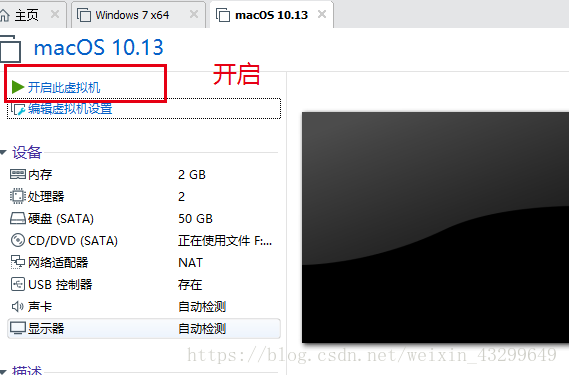 主页 Windows 7 x64 macOS 10.13
macOS 10.13
开启此虚拟机 开启
编辑虚拟机设置
设备
内存 2 GB
处理器 2
硬盘 (SATA) 50 GB
CD/DVD (SATA) 正在使用文件 F:...
网络适配器 NAT
USB 控制器 存在
声卡 自动检测
显示器 自动检测
https://blog.csdn.net/weixin_43299649
描述